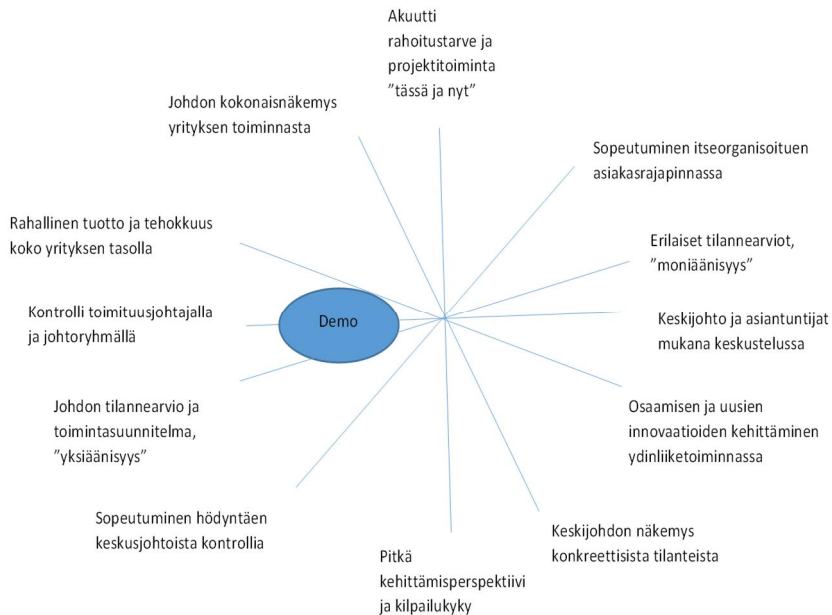 Akuutti
rahoitustarve ja
projektitoiminta
”tässä ja nyt”
Johdon kokonaisnäkemys
yrityksen toiminnasta
Sopeutuminen itseorganisoituen
asiakasrajapinnassa
Rahallinen tuotto ja tehokkuus
koko yrityksen tasolla
Erilaiset tilannearviot,
”moniäänisyys”
Kontrolli toimituusjohtajalla
ja johtoryhmällä
Demo
Keskijohto ja asiantuntijat
mukana keskustelussa
Johdon tilannearvio ja
toimintasuunnitelma,
”yksiäänisyys”
Osaamisen ja uusien
innovaatioiden kehittäminen
ydinliiketoiminnassa
Sopeutuminen hödyntäen
keskusjohtoista kontrollia
Pitkä
kehittämisperspektiivi
ja kilpailukyky
Keskijohdon näkemys
konkreettisista tilanteista